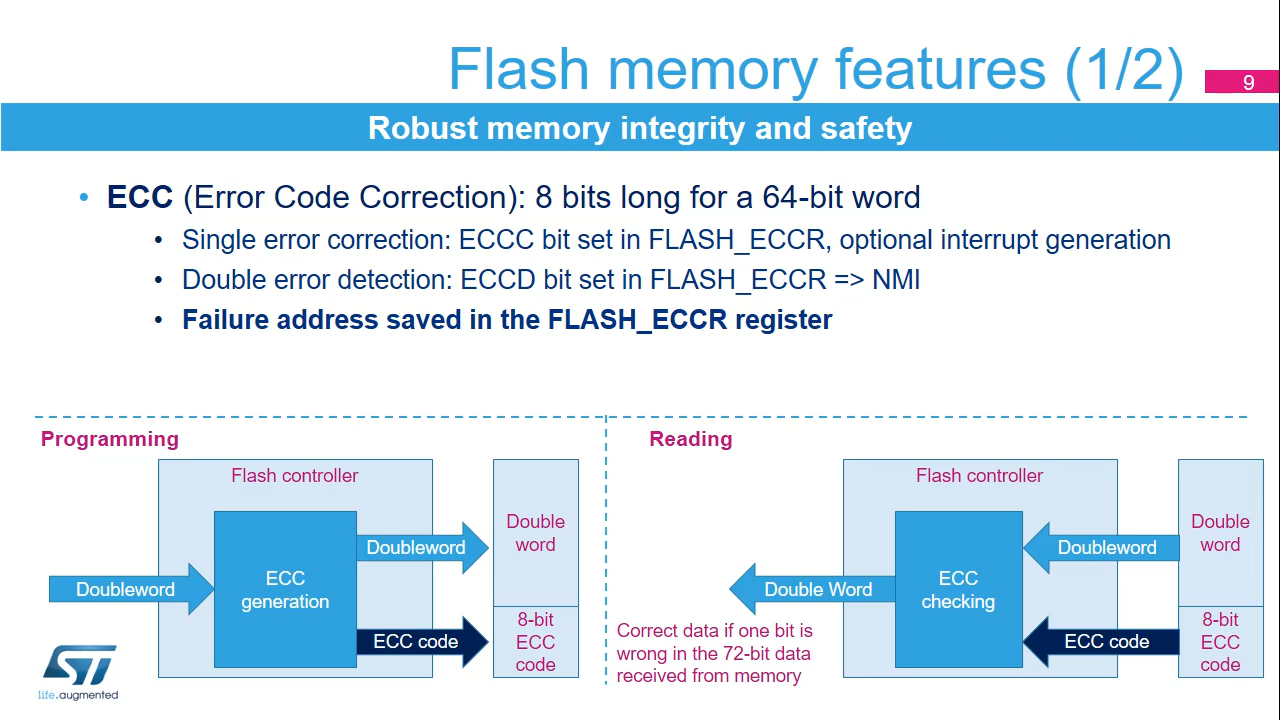 Flash memory features (1/2)
9
Robust memory integrity and safety
• ECC (Error Code Correction): 8 bits long for a 64-bit word
• Single error correction: ECCC bit set in FLASH_ECCR, optional interrupt generation
• Double error detection: ECCD bit set in FLASH_ECCR => NMI
• Failure address saved in the FLASH_ECCR register
Programming
Flash controller
Doubleword
ECC
generation
Doubleword
ECC code
Double
word
8-bit
ECC
code
Reading
Flash controller
Double Word
ECC
checking
Doubleword
ECC code
Double
word
8-bit
ECC
code
Correct data if one bit is
wrong in the 72-bit data
received from memory
ST
life.augmented